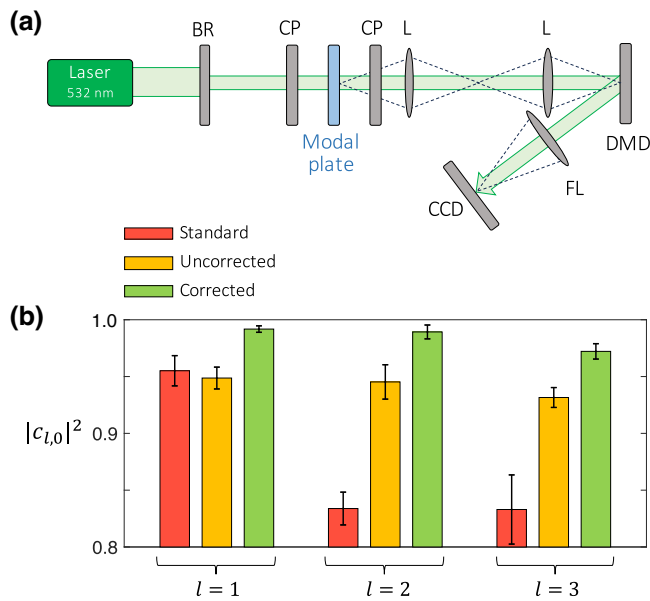 (a)
BR CP CP L L
Laser
532 nm
Modal
plate
DMD
FL
CCD
Standard
Uncorrected
Corrected
(b)
1.0
|c_{l,0}|^2
0.9
0.8
l = 1 l = 2 l = 3